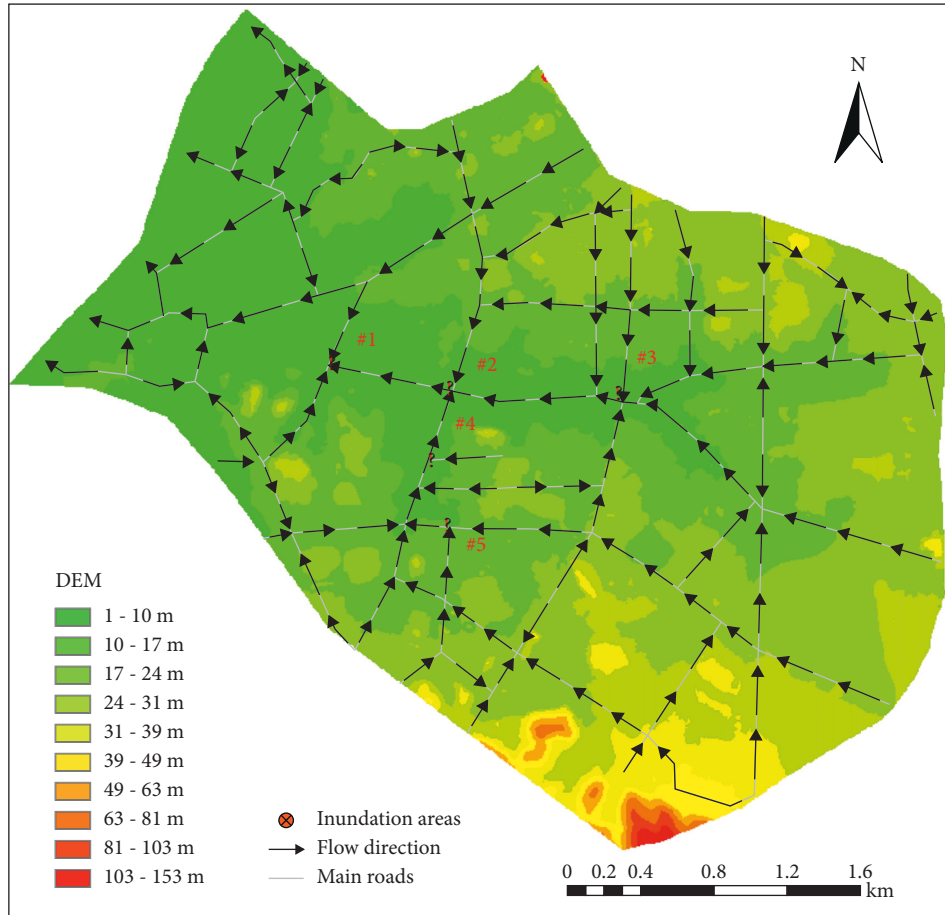 N
#1
#2
#3
#4
?
?
?
?
#5
DEM
1 - 10 m
10 - 17 m
17 - 24 m
24 - 31 m
31 - 39 m
39 - 49 m
49 - 63 m
63 - 81 m
81 - 103 m
103 - 153 m
Inundation areas
Flow direction
Main roads
0 0.2 0.4 0.8 1.2 1.6
km